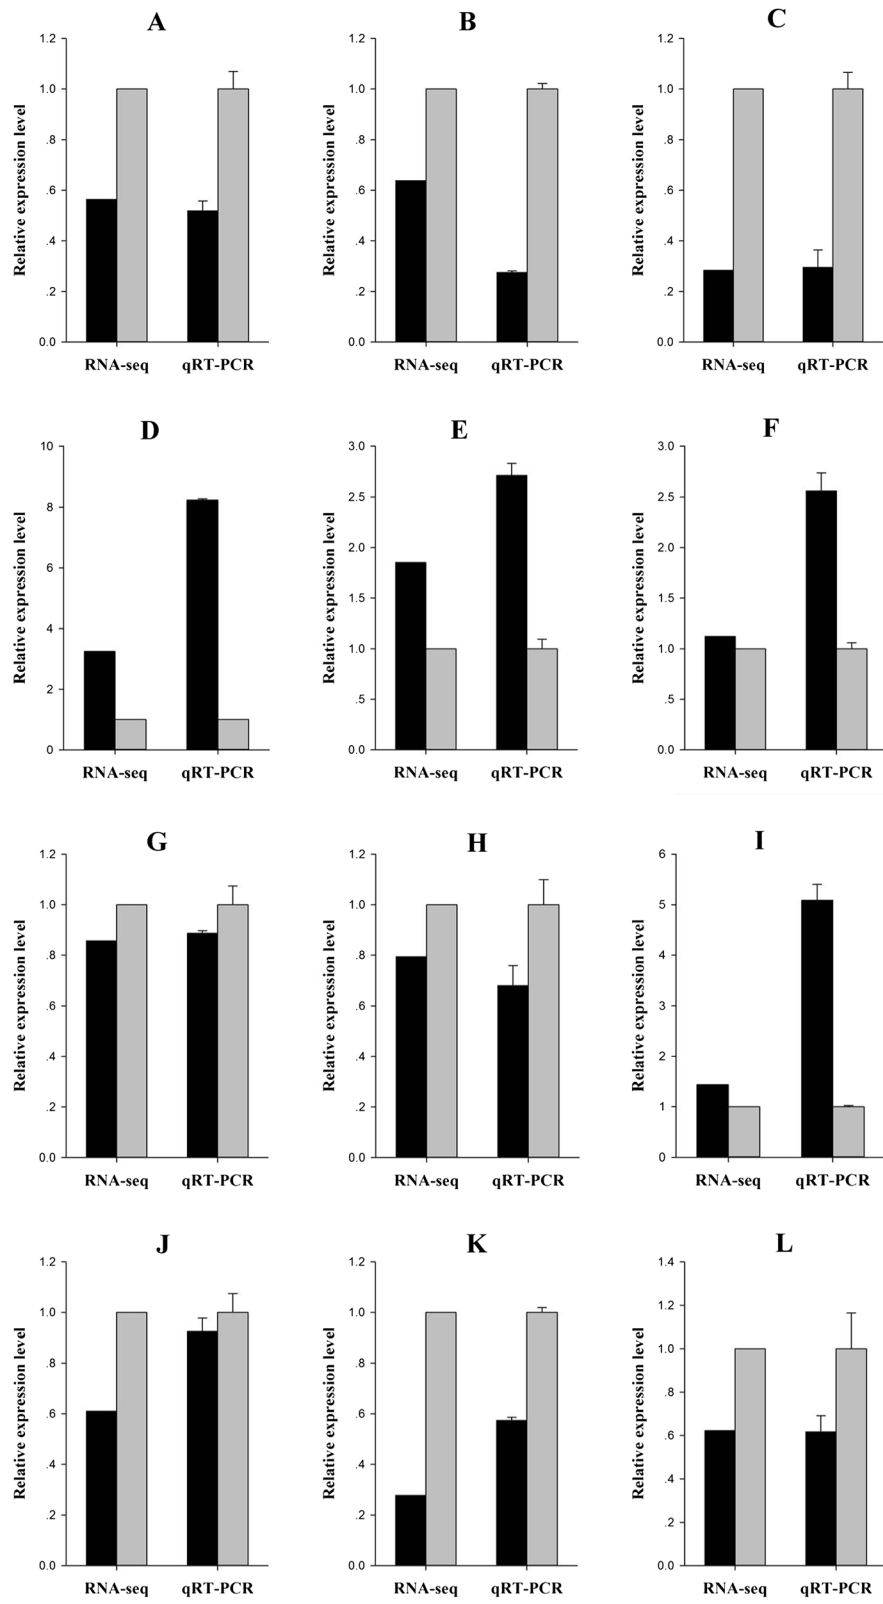 A
Relative expression level
1.2
1.0
.8
.6
.4
.2
0.0
RNA-seq qRT-PCR
B
Relative expression level
1.2
1.0
.8
.6
.4
.2
0.0
RNA-seq qRT-PCR
C
Relative expression level
1.2
1.0
.8
.6
.4
.2
0.0
RNA-seq qRT-PCR
D
Relative expression level
10
8
6
4
2
0
RNA-seq qRT-PCR
E
Relative expression level
3.0
2.5
2.0
1.5
1.0
.5
0.0
RNA-seq qRT-PCR
F
Relative expression level
3.0
2.5
2.0
1.5
1.0
.5
0.0
RNA-seq qRT-PCR
G
Relative expression level
1.2
1.0
.8
.6
.4
.2
0.0
RNA-seq qRT-PCR
H
Relative expression level
1.2
1.0
.8
.6
.4
.2
0.0
RNA-seq qRT-PCR
I
Relative expression level
6
5
4
3
2
1
0
RNA-seq qRT-PCR
J
Relative expression level
1.2
1.0
.8
.6
.4
.2
0.0
RNA-seq qRT-PCR
K
Relative expression level
1.2
1.0
.8
.6
.4
.2
0.0
RNA-seq qRT-PCR
L
Relative expression level
1.4
1.2
1.0
.8
.6
.4
.2
0.0
RNA-seq qRT-PCR